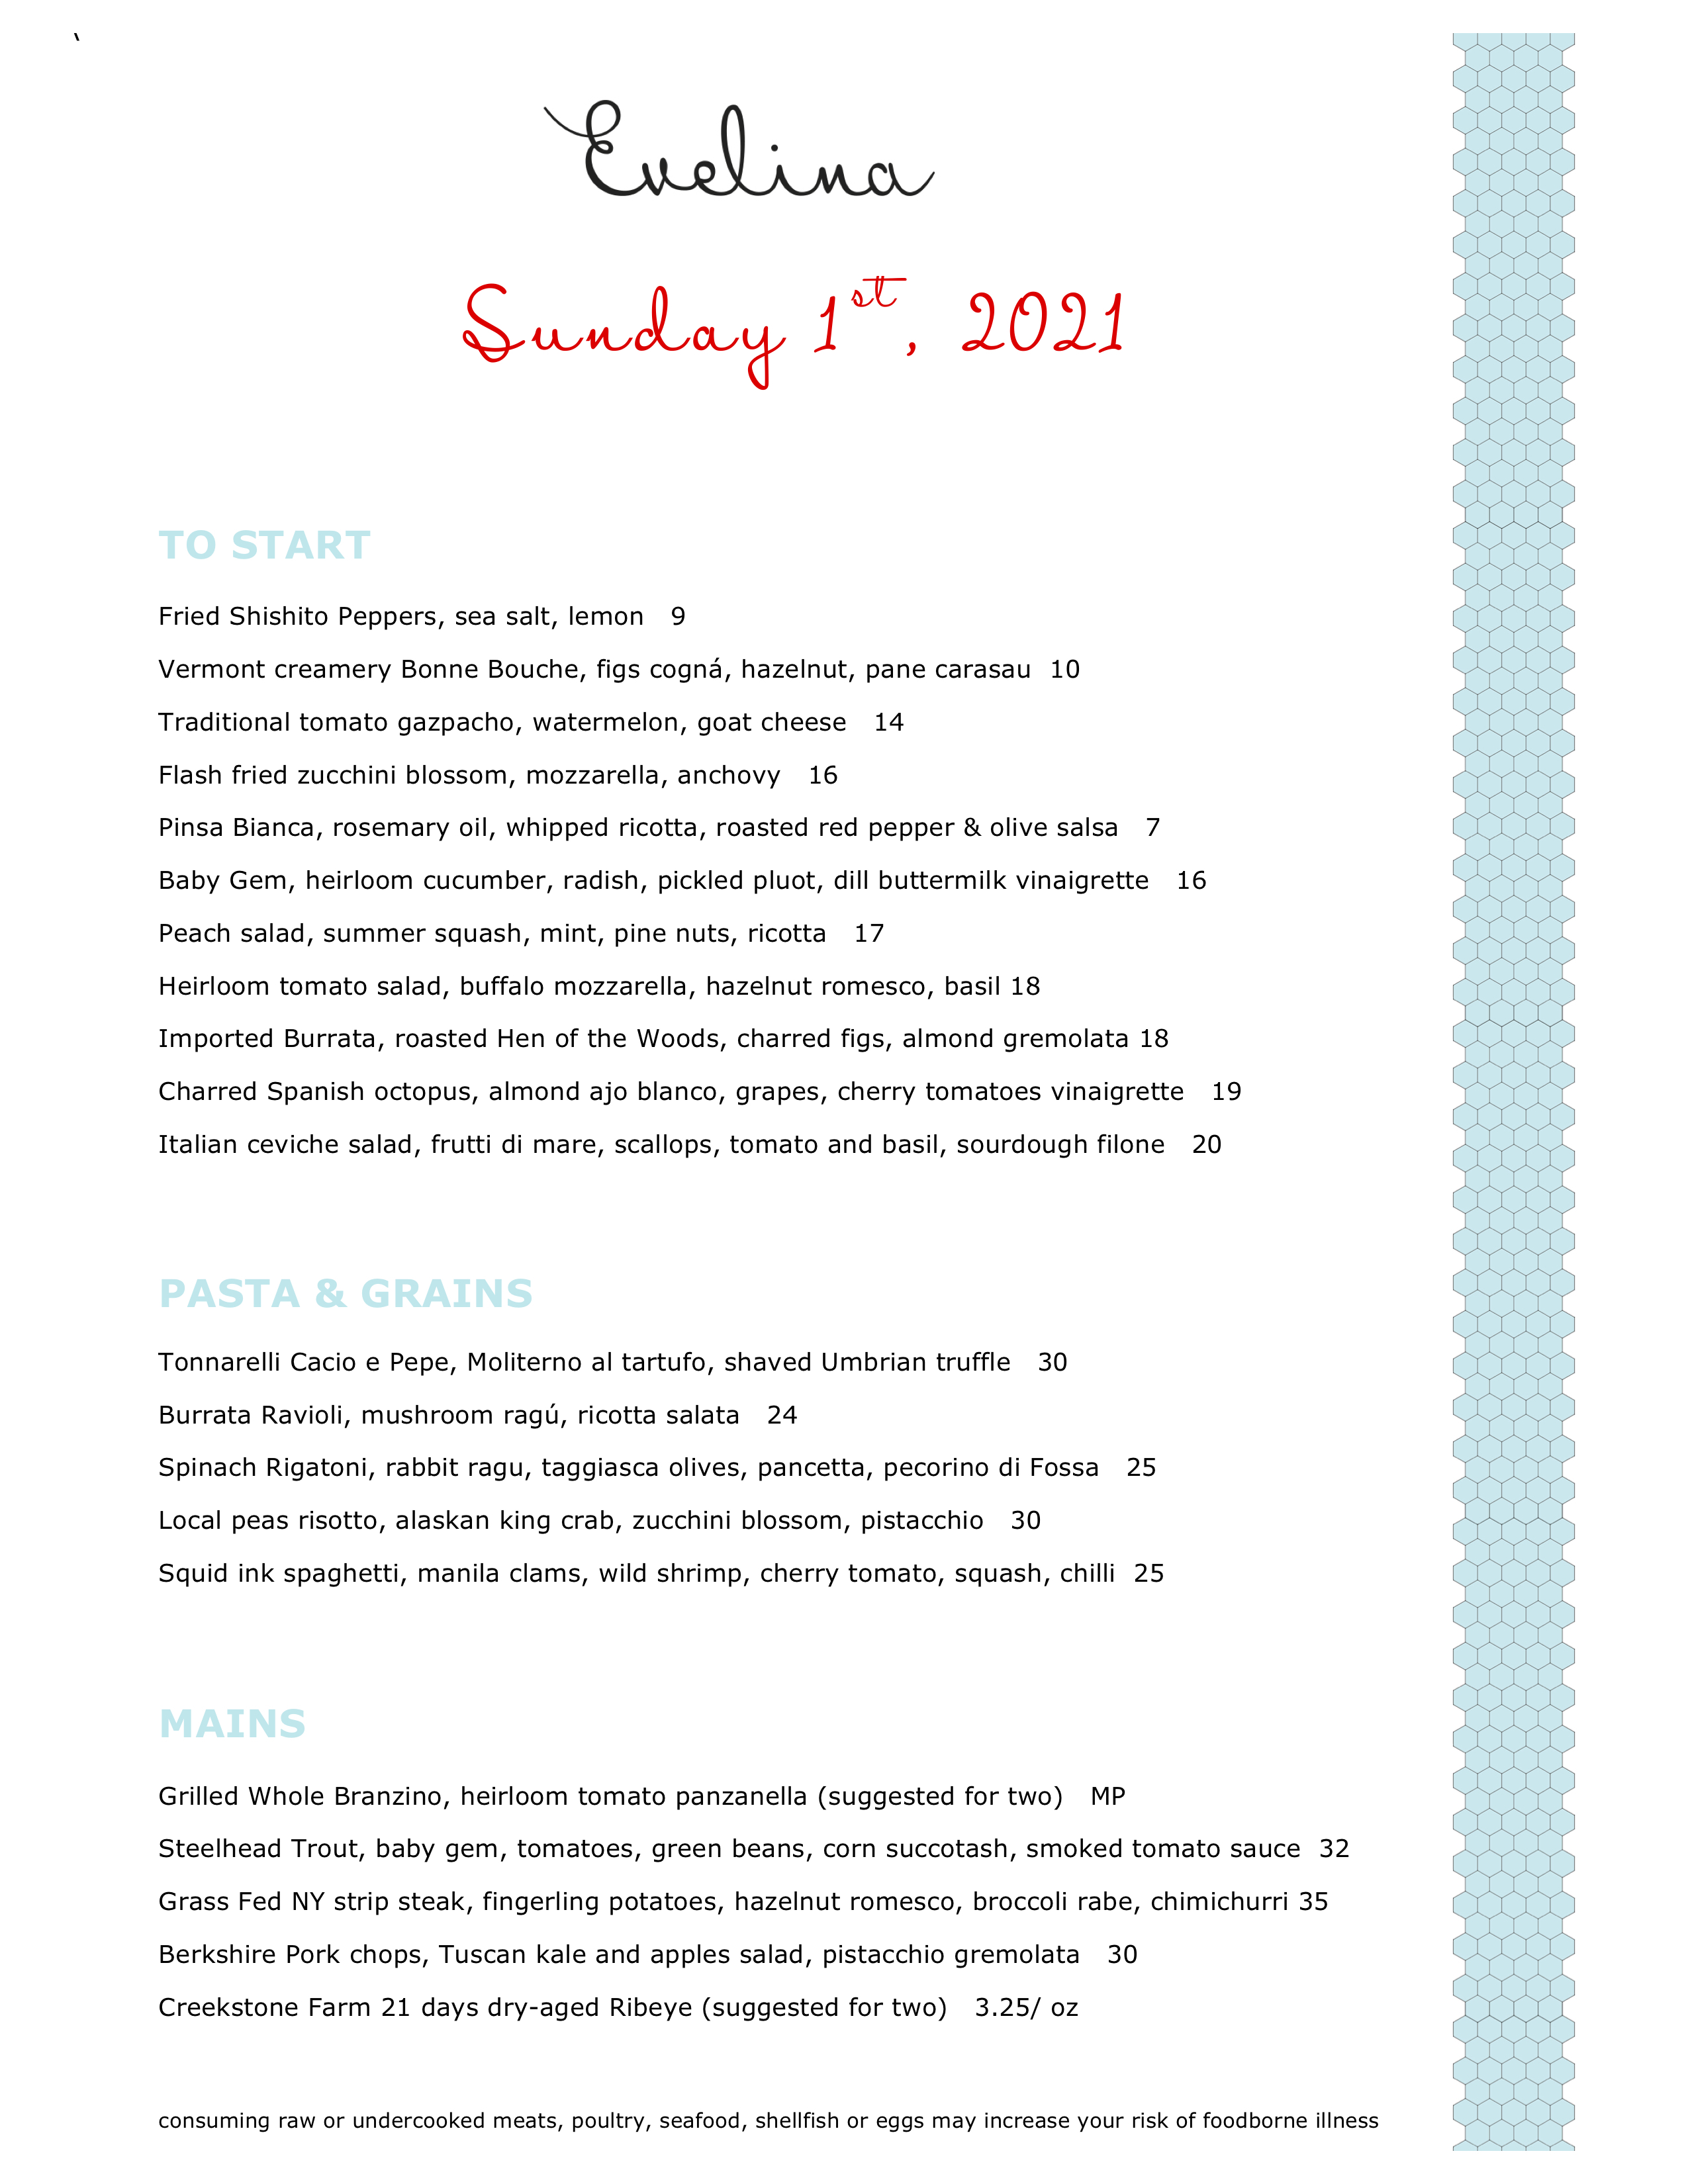 `
Evelina
Sunday 1st, 2021
TO START
Fried Shishito Peppers, sea salt, lemon 9
Vermont creamery Bonne Bouche, figs cogná, hazelnut, pane carasau 10
Traditional tomato gazpacho, watermelon, goat cheese 14
Flash fried zucchini blossom, mozzarella, anchovy 16
Pinsa Bianca, rosemary oil, whipped ricotta, roasted red pepper & olive salsa 7
Baby Gem, heirloom cucumber, radish, pickled pluot, dill buttermilk vinaigrette 16
Peach salad, summer squash, mint, pine nuts, ricotta 17
Heirloom tomato salad, buffalo mozzarella, hazelnut romesco, basil 18
Imported Burrata, roasted Hen of the Woods, charred figs, almond gremolata 18
Charred Spanish octopus, almond ajo blanco, grapes, cherry tomatoes vinaigrette 19
Italian ceviche salad, frutti di mare, scallops, tomato and basil, sourdough filone 20
PASTA & GRAINS
Tonnarelli Cacio e Pepe, Moliterno al tartufo, shaved Umbrian truffle 30
Burrata Ravioli, mushroom ragú, ricotta salata 24
Spinach Rigatoni, rabbit ragu, taggiasca olives, pancetta, pecorino di Fossa 25
Local peas risotto, alaskan king crab, zucchini blossom, pistacchio 30
Squid ink spaghetti, manila clams, wild shrimp, cherry tomato, squash, chilli 25
MAINS
Grilled Whole Branzino, heirloom tomato panzanella (suggested for two) MP
Steelhead Trout, baby gem, tomatoes, green beans, corn succotash, smoked tomato sauce 32
Grass Fed NY strip steak, fingerling potatoes, hazelnut romesco, broccoli rabe, chimichurri 35
Berkshire Pork chops, Tuscan kale and apples salad, pistacchio gremolata 30
Creekstone Farm 21 days dry-aged Ribeye (suggested for two) 3.25/ oz
consuming raw or undercooked meats, poultry, seafood, shellfish or eggs may increase your risk of foodborne illness